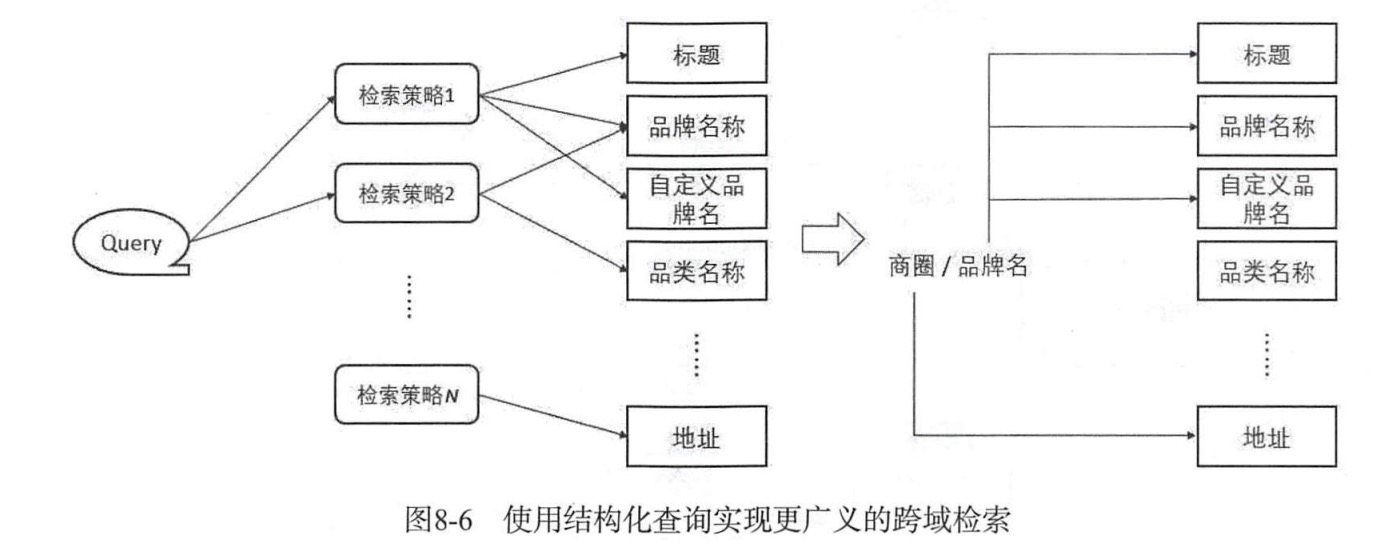 Query
检索策略1
检索策略2
检索策略N
标题
品牌名称
自定义品
牌名
品类名称
地址
商圈 / 品牌名
标题
品牌名称
自定义品
牌名
品类名称
地址
图8-6 使用结构化查询实现更广义的跨域检索